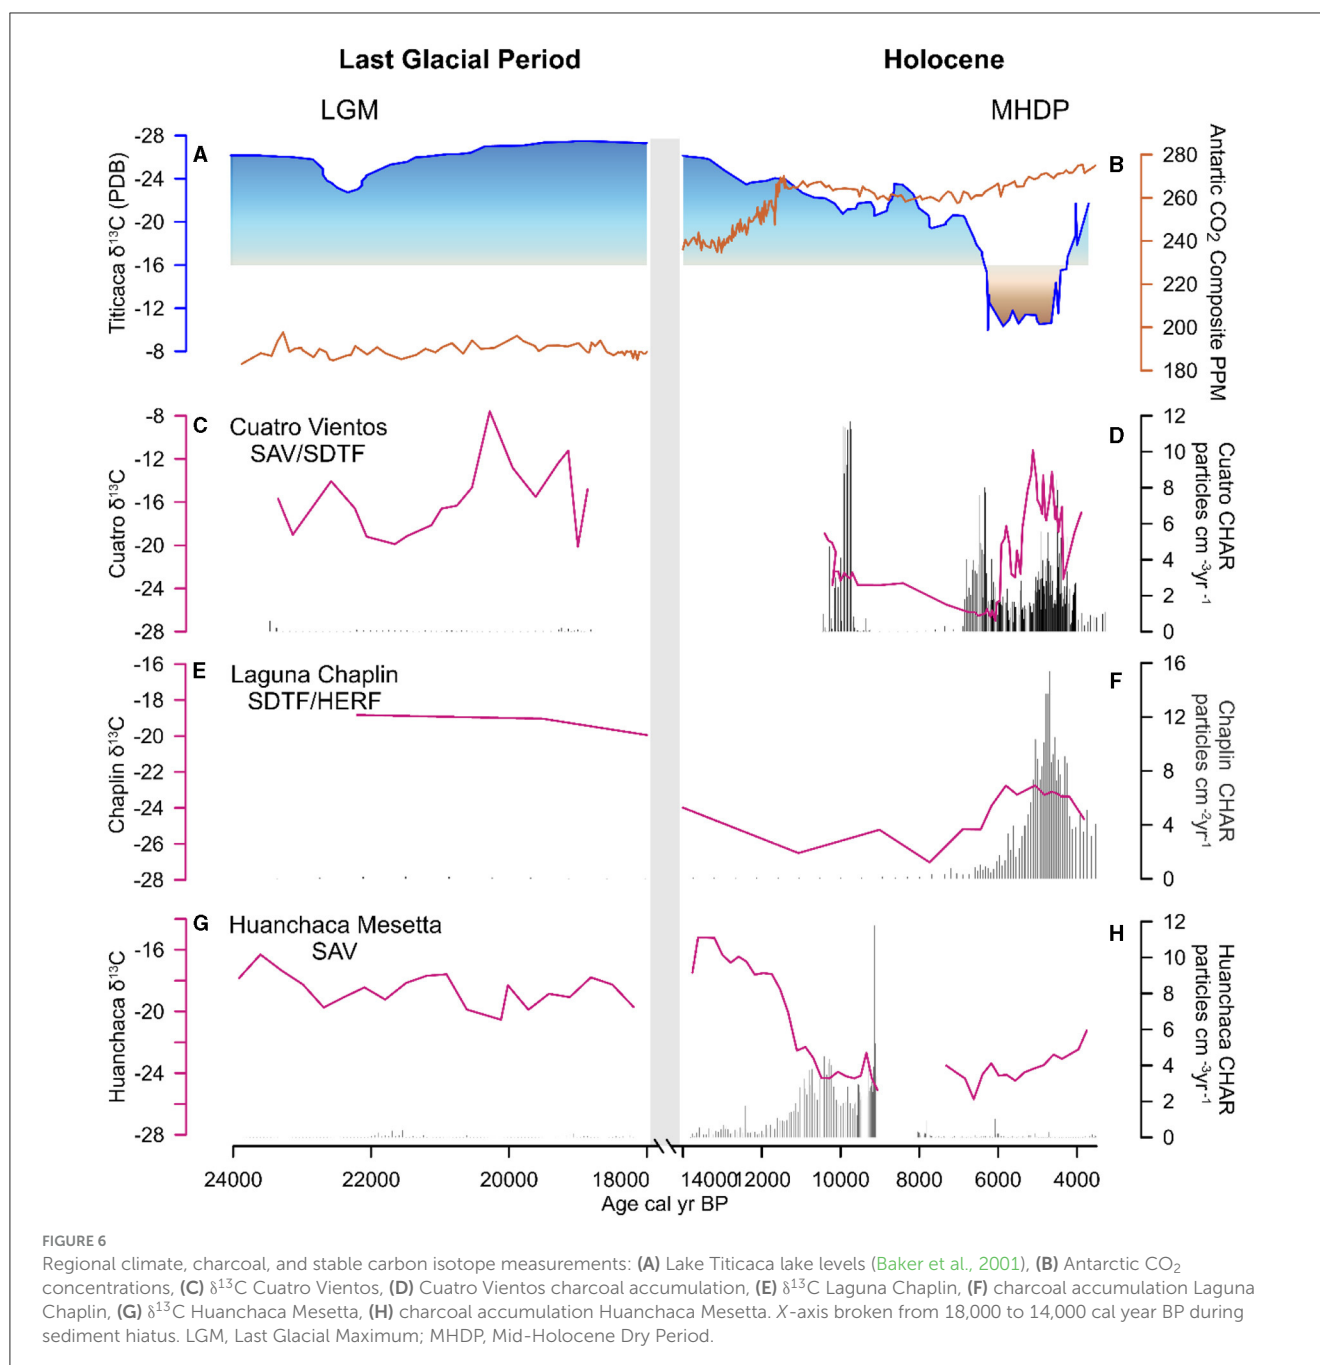 Last Glacial Period
Holocene
LGM
MHDP
A
B
Titicaca δ¹³C (PDB)
-28
-24
-20
-16
-12
-8
Antartic CO₂ Composite PPM
280
260
240
220
200
180
C
Cuatro Vientos
SAV/SDTF
Cuatro δ¹³C
-8
-12
-16
-20
-24
-28
D
Cuatro CHAR
particles cm⁻³yr⁻¹
12
10
8
6
4
2
0
E
Laguna Chaplin
SDTF/HERF
Chaplin δ¹³C
-16
-18
-20
-22
-24
-26
-28
F
Chaplin CHAR
particles cm⁻²yr⁻¹
16
12
8
4
0
G
Huanchaca Mesetta
SAV
Huanchaca δ¹³C
-16
-20
-24
-28
H
Huanchaca CHAR
particles cm⁻³yr⁻¹
12
10
8
6
4
2
0
24000 22000 20000 18000 14000 12000 10000 8000 6000 4000
Age cal yr BP
FIGURE 6
Regional climate, charcoal, and stable carbon isotope measurements: (A) Lake Titicaca lake levels (Baker et al., 2001), (B) Antarctic CO₂
concentrations, (C) δ¹³C Cuatro Vientos, (D) Cuatro Vientos charcoal accumulation, (E) δ¹³C Laguna Chaplin, (F) charcoal accumulation Laguna
Chaplin, (G) δ¹³C Huanchaca Mesetta, (H) charcoal accumulation Huanchaca Mesetta. X-axis broken from 18,000 to 14,000 cal year BP during
sediment hiatus. LGM, Last Glacial Maximum; MHDP, Mid-Holocene Dry Period.